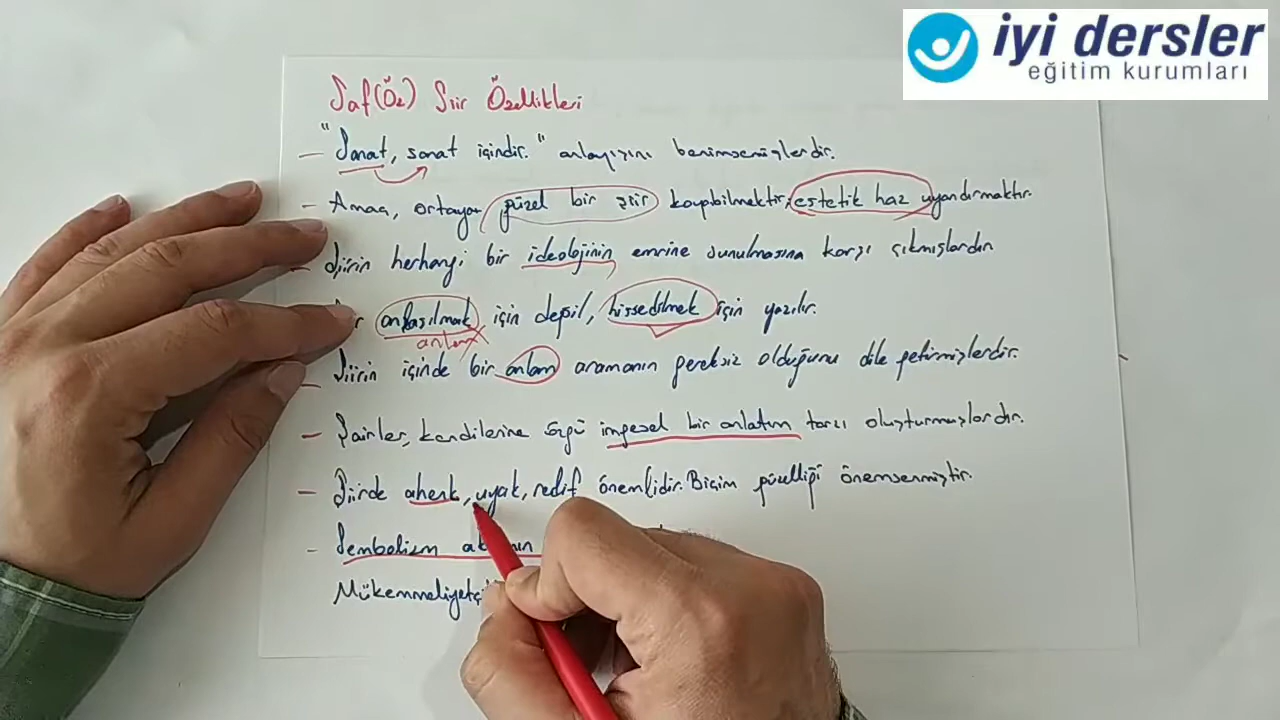 iyi dersler
eğitim kurumları
Saf (Öz) Şiir Özellikleri
- "Sanat, sanat içindir." anlayışını benimsemişlerdir.
- Amaç, ortaya güzel bir şiir koyabilmektir, estetik haz uyandırmaktır.
- Şiirin herhangi bir ideolojinin emrine sunulmasına karşı çıkmışlardır
anlaşılmak için değil, hissedilmek için yazılır.
anlam
- Şiirin içinde bir anlam aramanın gereksiz olduğunu dile getirmişlerdir.
- Şairler, kendilerine özgü imgesel bir anlatım tarzı oluşturmuşlardır.
- Şiirde ahenk, uyak, redif önemlidir. Biçim güzelliği önemsenmiştir.
- Sembolizm